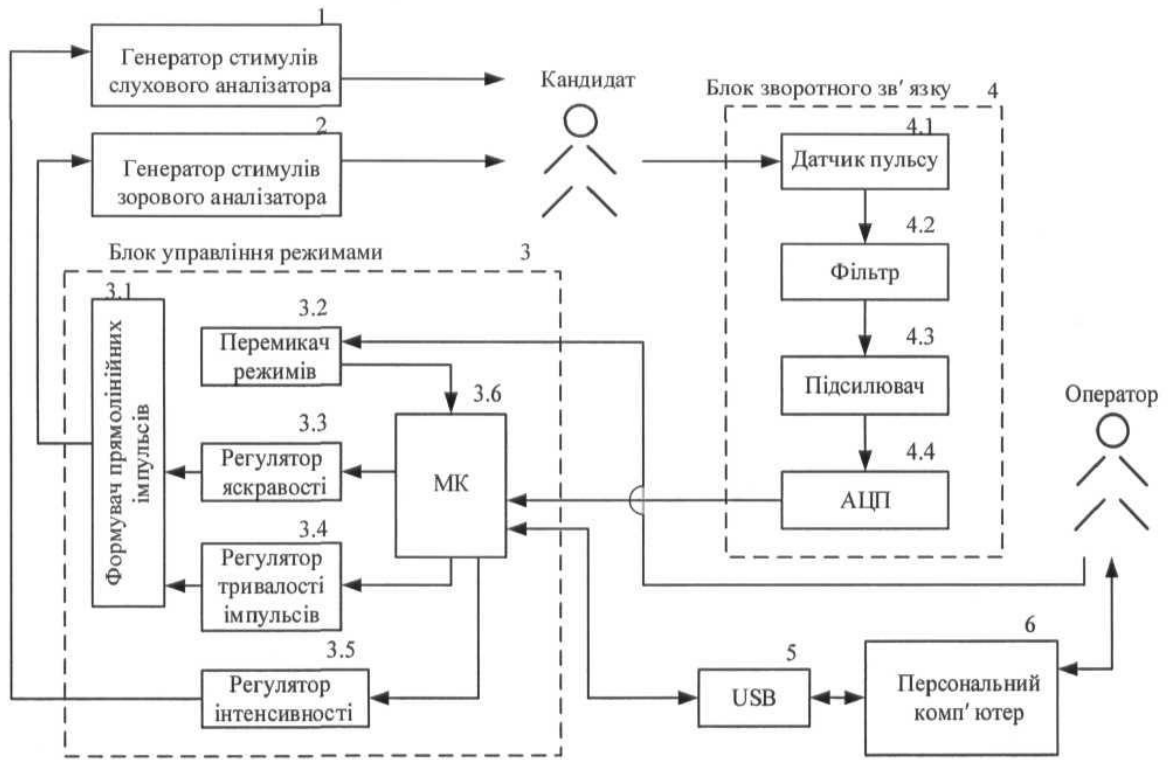 1
Генератор стимулів
слухового аналізатора
2
Генератор стимулів
зорового аналізатора
Кандидат
Блок зворотного зв' язку 4
4.1
Датчик пульсу
4.2
Фільтр
4.3
Підсилювач
4.4
АЦП
Блок управління режимами 3
3.1
Формувач прямолінійних
імпульсів
3.2
Перемикач
режимів
3.3
Регулятор
яскравості
3.4
Регулятор
тривалості
імпульсів
3.5
Регулятор
інтенсивності
3.6
МК
Оператор
5
USB
6
Персональний
комп' ютер